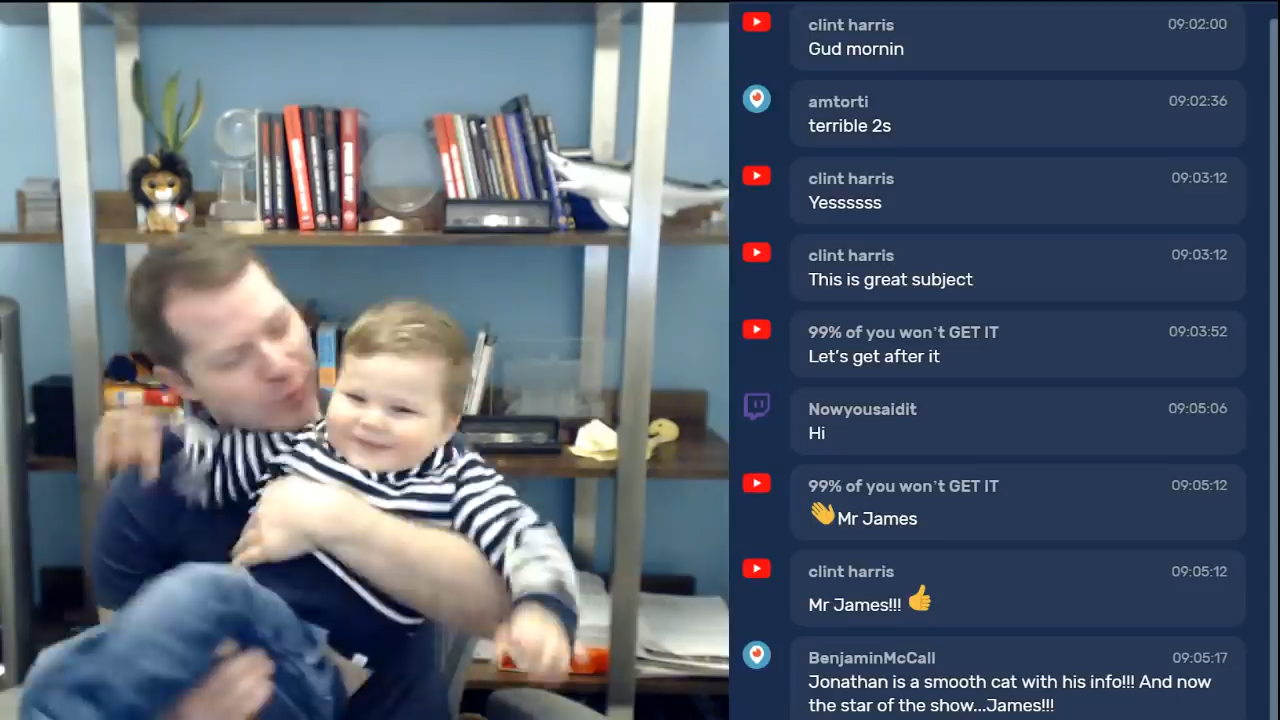 clint harris 09:02:00
Gud mornin
amtorti 09:02:36
terrible 2s
clint harris 09:03:12
Yessssss
clint harris 09:03:12
This is great subject
99% of you won't GET IT 09:03:52
Let's get after it
Nowyousaidit 09:05:06
Hi
99% of you won't GET IT 09:05:12
👋Mr James
clint harris 09:05:12
Mr James!!! 👍
BenjaminMcCall 09:05:17
Jonathan is a smooth cat with his info!!! And now
the star of the show...James!!!